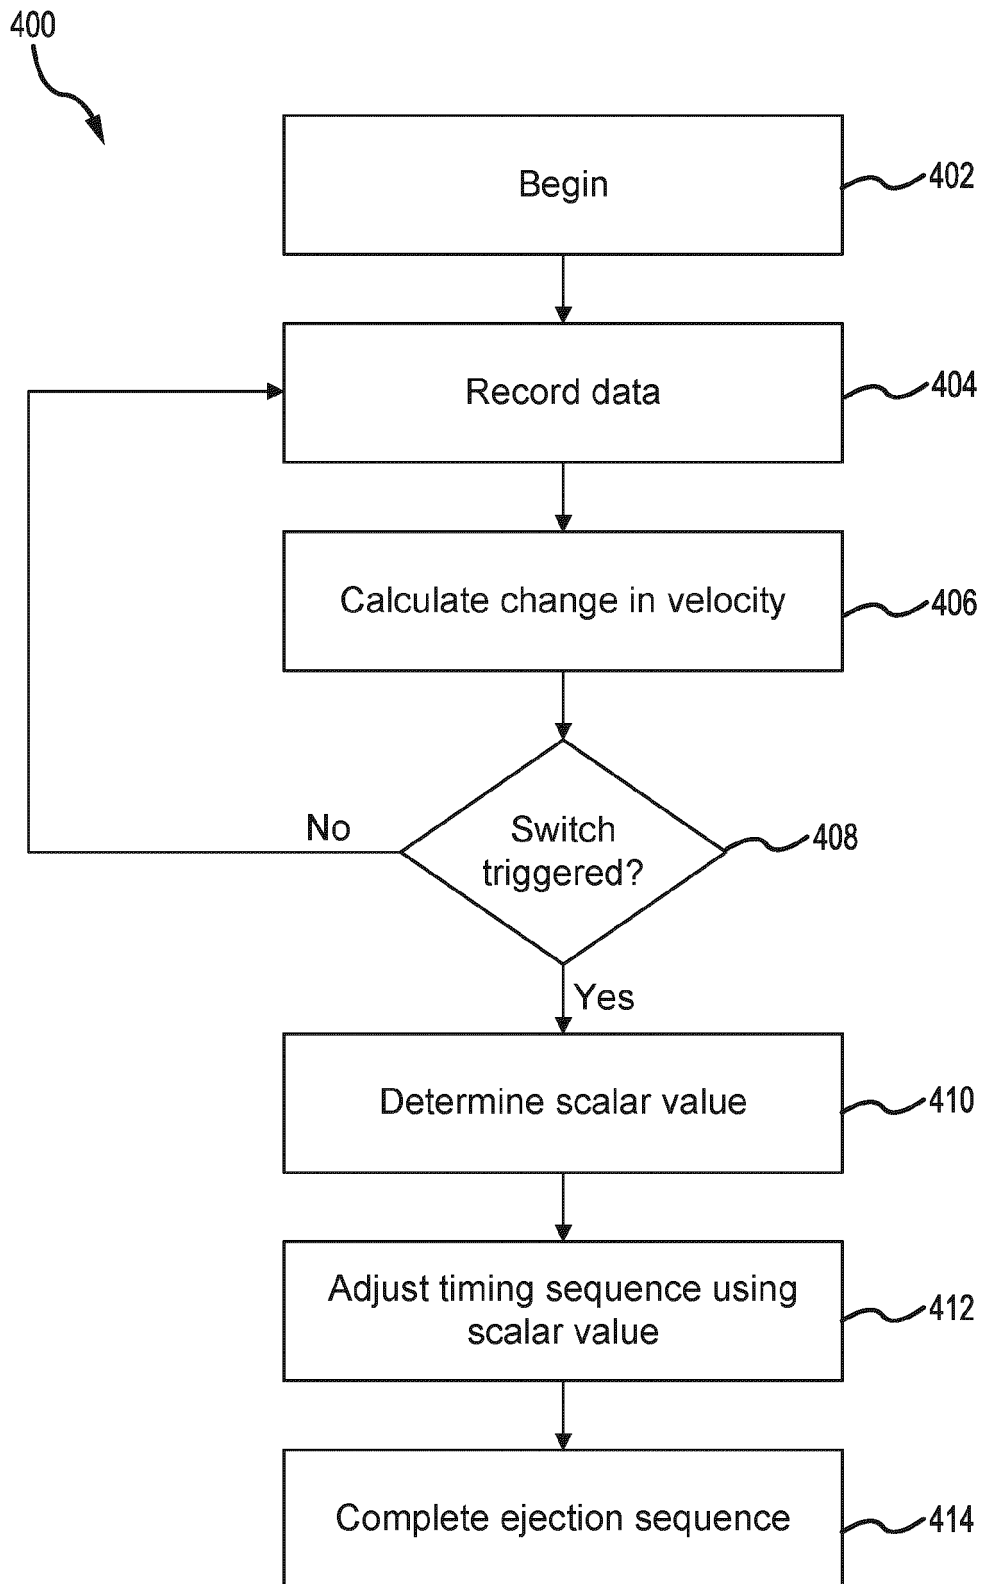 400
Begin
402
Record data
404
Calculate change in velocity
406
No
Switch
triggered?
408
Yes
Determine scalar value
410
Adjust timing sequence using
scalar value
412
Complete ejection sequence
414